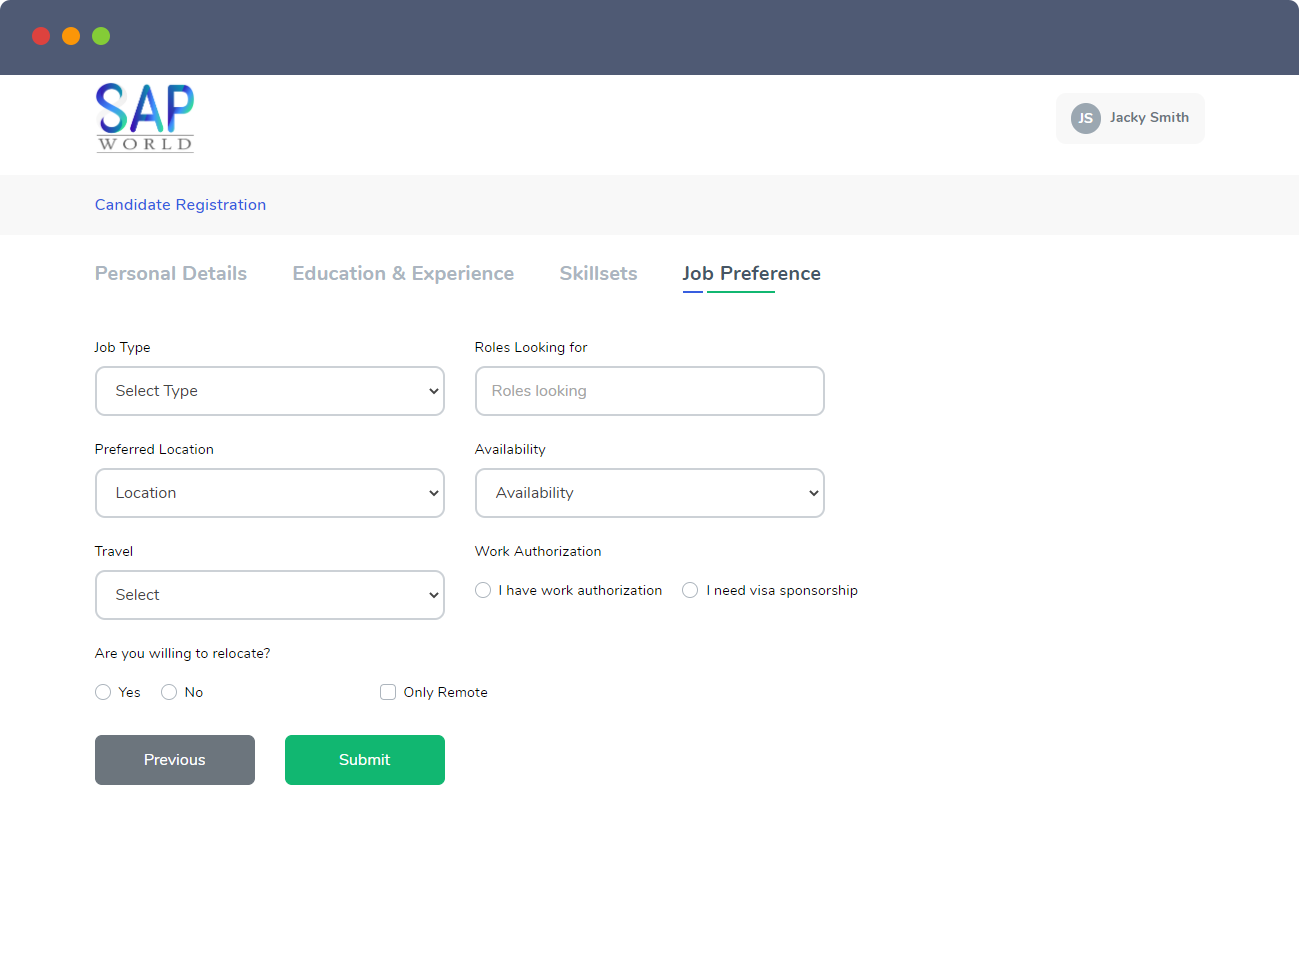 SAP
WORLD
JS Jacky Smith
Candidate Registration
Personal Details Education & Experience Skillsets Job Preference
Job Type Roles Looking for
Select Type Roles looking
Preferred Location Availability
Location Availability
Travel Work Authorization
Select I have work authorization I need visa sponsorship
Are you willing to relocate?
Yes No Only Remote
Previous Submit